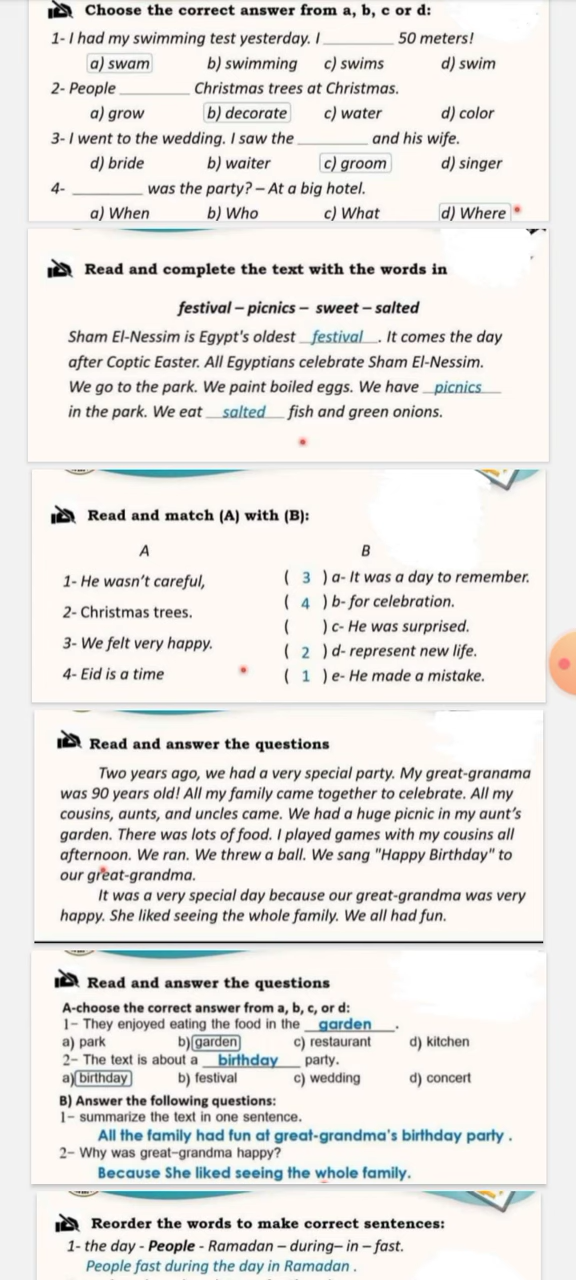 Choose the correct answer from a, b, c or d:
1- I had my swimming test yesterday. I ________ 50 meters!
a) swam b) swimming c) swims d) swim
2- People ________ Christmas trees at Christmas.
a) grow b) decorate c) water d) color
3- I went to the wedding. I saw the ________ and his wife.
d) bride b) waiter c) groom d) singer
4- ________ was the party? – At a big hotel.
a) When b) Who c) What d) Where
Read and complete the text with the words in
festival – picnics – sweet – salted
Sham El-Nessim is Egypt's oldest __festival__. It comes the day
after Coptic Easter. All Egyptians celebrate Sham El-Nessim.
We go to the park. We paint boiled eggs. We have __picnics__
in the park. We eat __salted__ fish and green onions.
Read and match (A) with (B):
A B
1- He wasn't careful, ( 3 ) a- It was a day to remember.
2- Christmas trees. ( 4 ) b- for celebration.
( ) c- He was surprised.
3- We felt very happy. ( 2 ) d- represent new life.
4- Eid is a time ( 1 ) e- He made a mistake.
Read and answer the questions
Two years ago, we had a very special party. My great-grandma
was 90 years old! All my family came together to celebrate. All my
cousins, aunts, and uncles came. We had a huge picnic in my aunt's
garden. There was lots of food. I played games with my cousins all
afternoon. We ran. We threw a ball. We sang "Happy Birthday" to
our great-grandma.
It was a very special day because our great-grandma was very
happy. She liked seeing the whole family. We all had fun.
Read and answer the questions
A-choose the correct answer from a, b, c, or d:
1- They enjoyed eating the food in the __garden__.
a) park b) garden c) restaurant d) kitchen
2- The text is about a __birthday__ party.
a) birthday b) festival c) wedding d) concert
B) Answer the following questions:
1- summarize the text in one sentence.
All the family had fun at great-grandma's birthday party .
2- Why was great-grandma happy?
Because She liked seeing the whole family.
Reorder the words to make correct sentences:
1- the day - People - Ramadan – during– in – fast.
People fast during the day in Ramadan .